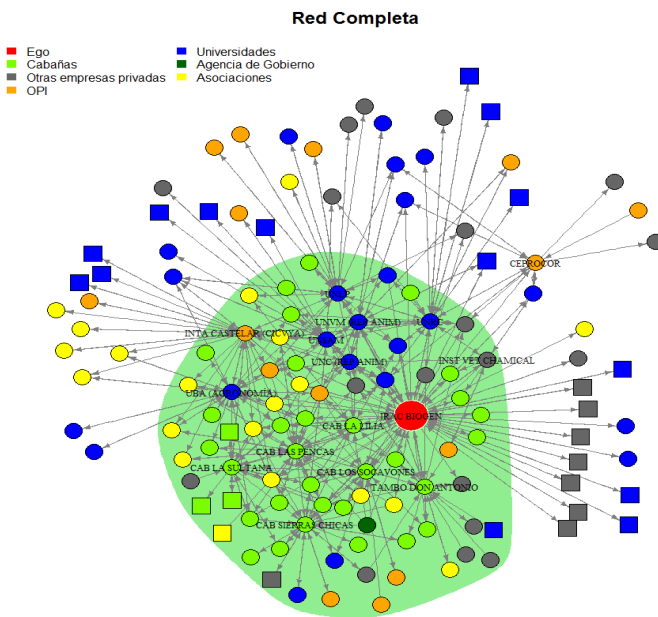 Red Completa
Ego
Cabañas
Otras empresas privadas
OPI
Universidades
Agencia de Gobierno
Asociaciones
CEPROCOR
UNVM (REP ANIM)
INTA CASTELAR (CICVYA)
UNC (REP ANIM)
INST VET CHAMICAL
UBA (AGRONOMIA)
IRAC BIOGEN
CAB LA LILIA
CAB LAS PENCAS
CAB LA SULTANA
CAB LOS SOCAVONES
TAMBO DON ANTONIO
CAB SIERRAS CHICAS